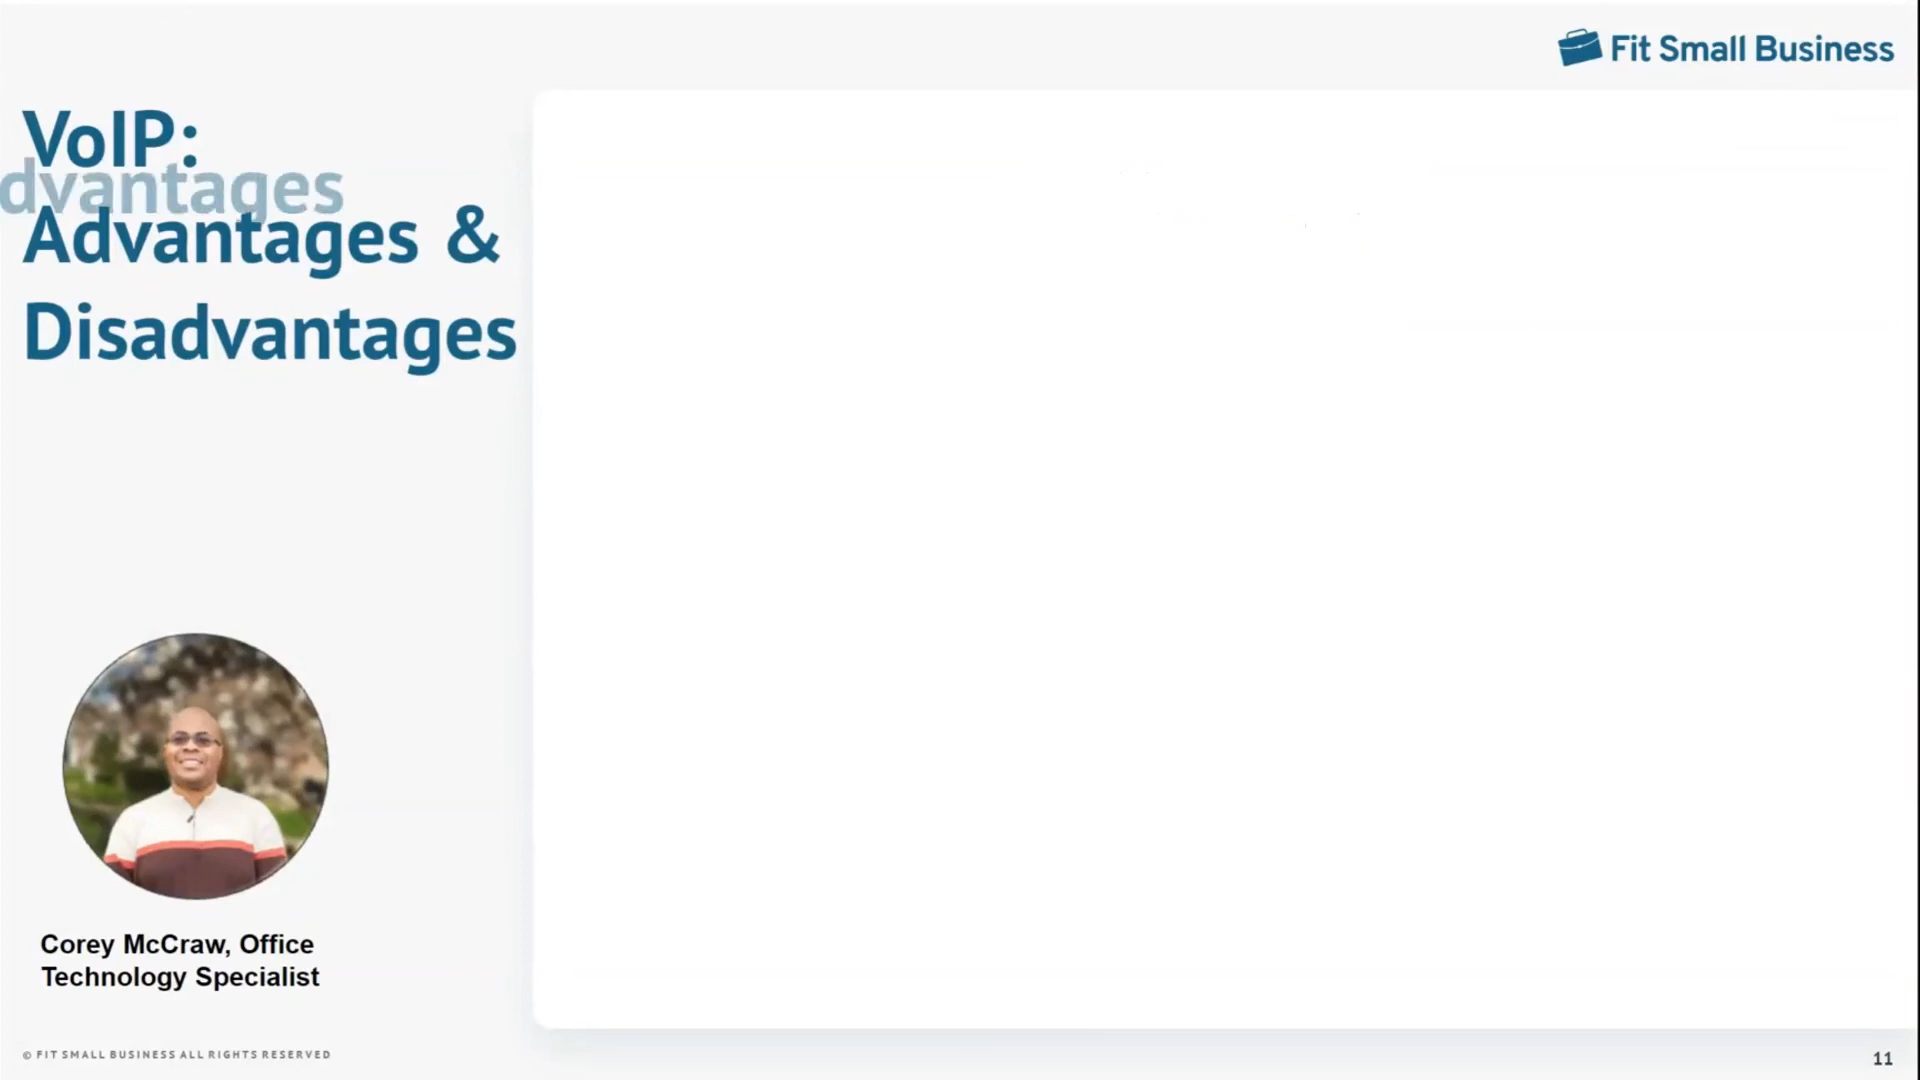 Fit Small Business
VoIP:
dvantages
Advantages &
Disadvantages
Corey McCraw, Office
Technology Specialist
© FIT SMALL BUSINESS ALL RIGHTS RESERVED
11